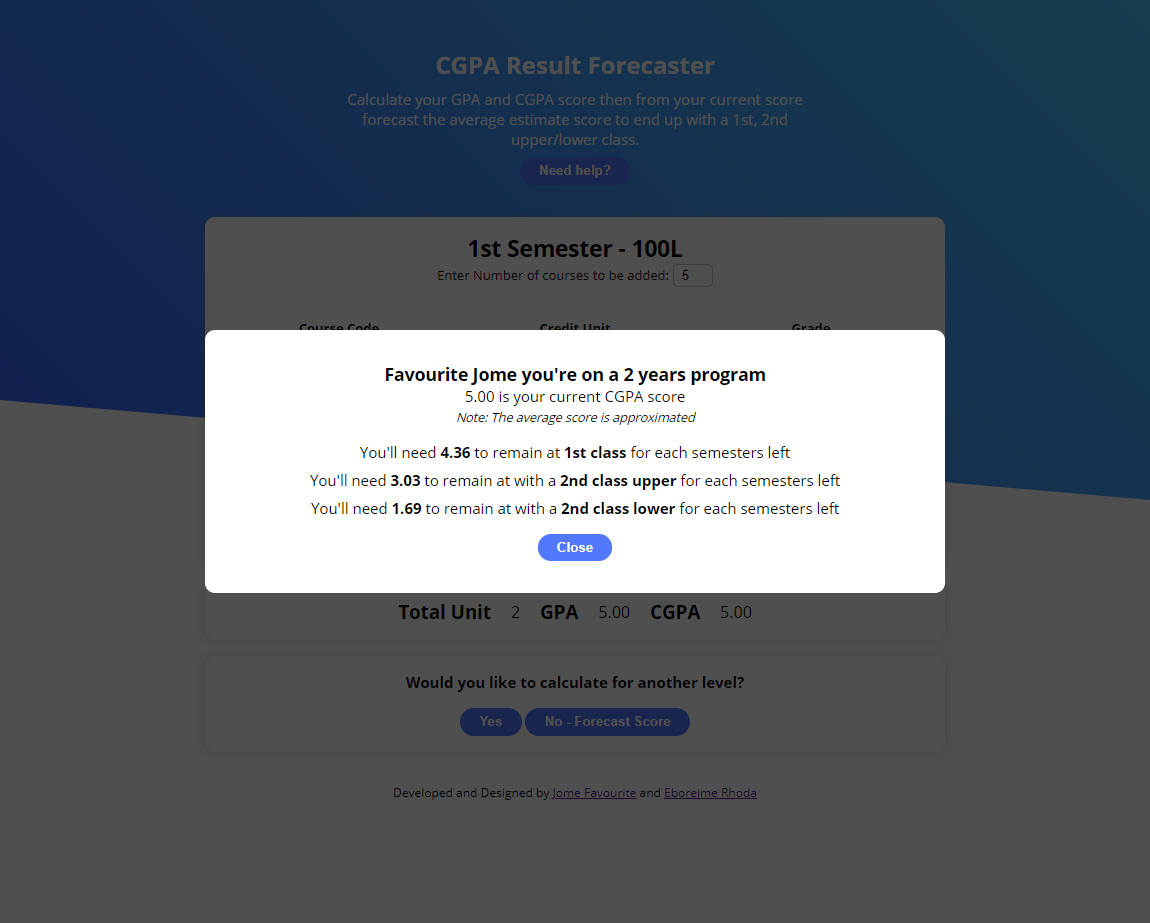 CGPA Result Forecaster
Calculate your GPA and CGPA score then from your current score
forecast the average estimate score to end up with a 1st, 2nd
upper/lower class.
Need help?
1st Semester - 100L
Enter Number of courses to be added: 5
Course Code Credit Unit Grade
Favourite Jome you're on a 2 years program
5.00 is your current CGPA score
Note: The average score is approximated
You'll need 4.36 to remain at 1st class for each semesters left
You'll need 3.03 to remain at with a 2nd class upper for each semesters left
You'll need 1.69 to remain at with a 2nd class lower for each semesters left
Close
Total Unit 2 GPA 5.00 CGPA 5.00
Would you like to calculate for another level?
Yes No - Forecast Score
Developed and Designed by Jome Favourite and Eboreime Rhoda